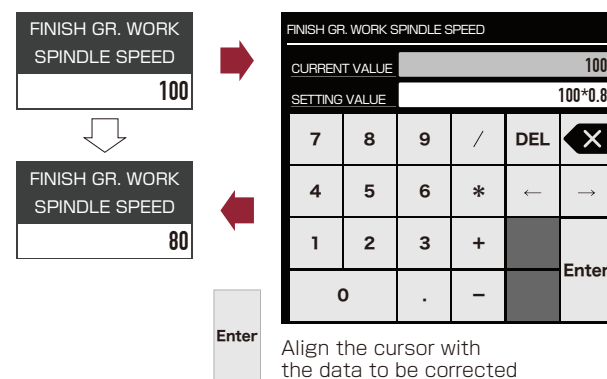 FINISH GR. WORK
SPINDLE SPEED
100
FINISH GR. WORK
SPINDLE SPEED
80
FINISH GR. WORK SPINDLE SPEED
CURRENT VALUE 100
SETTING VALUE 100*0.8
7 8 9 / DEL
4 5 6 * ← →
1 2 3 +
Enter
0 . −
Enter
Align the cursor with
the data to be corrected